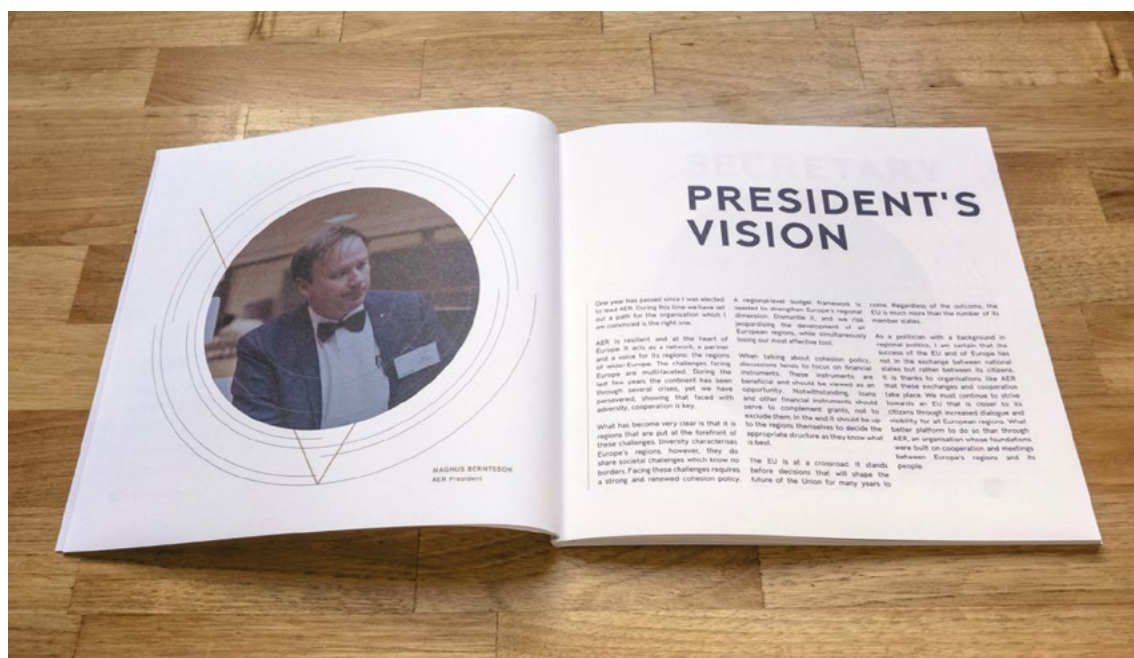 MAGNUS BERNTSSON
AER President
SECRETARY
PRESIDENT'S
VISION
One year has passed since I was elected
to lead AER. During this time we have set
out a path for the organisation which I
am convinced is the right one.
AER is resilient and at the heart of
Europe. It acts as a network, a partner
and a voice for its regions: the regions
of wider Europe. The challenges facing
Europe are multi-faceted. During the
last few years the continent has been
through several crises, yet we have
persevered, showing that faced with
adversity, cooperation is key.
What has become very clear is that it is
regions that are put at the forefront of
these challenges. Diversity characterises
Europe's regions, however, they do
share societal challenges which know no
borders. Facing these challenges requires
a strong and renewed cohesion policy.
A regional-level budget framework is
needed to strengthen Europe's regional
dimension. Dismantle it, and we risk
jeopardising the development of all
European regions, while simultaneously
losing our most effective tool.
When talking about cohesion policy,
discussions tends to focus on financial
instruments. These instruments are
beneficial and should be viewed as an
opportunity. Notwithstanding, loans
and other financial instruments should
serve to complement grants, not to
exclude them. In the end it should be up
to the regions themselves to decide the
appropriate structure as they know what
is best.
The EU is at a crossroad. It stands
before decisions that will shape the
future of the Union for many years to
come. Regardless of the outcome, the
EU is much more than the number of its
member states.
As a politician with a background in
regional politics, I am certain that the
success of the EU and of Europe lies
not in the exchange between national
states but rather between its citizens.
It is thanks to organisations like AER
that these exchanges and cooperation
take place. We must continue to strive
towards an EU that is closer to its
citizens through increased dialogue and
visibility for all European regions. What
better platform to do so than through
AER, an organisation whose foundations
were built on cooperation and meetings
between Europe's regions and its
people.